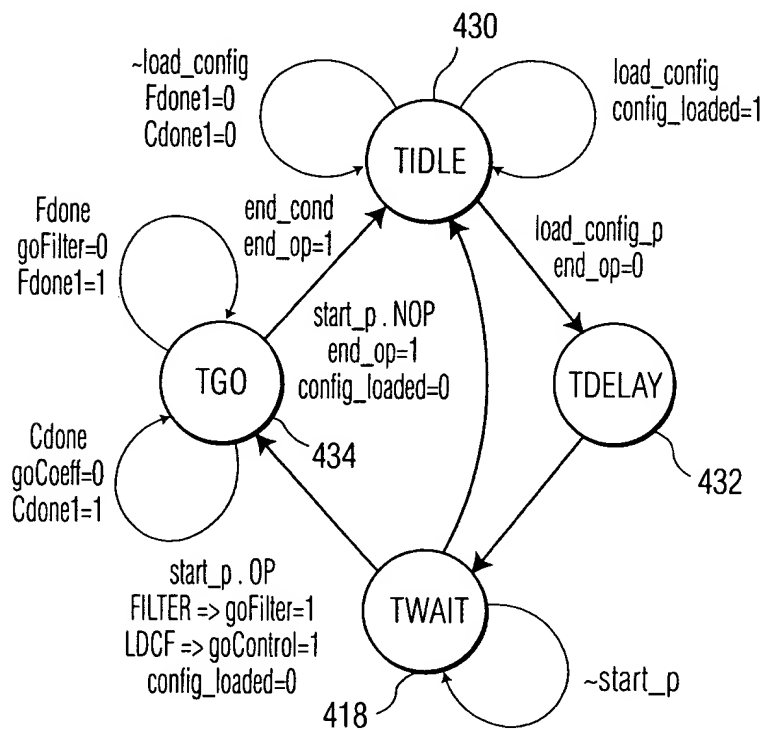 430
~load_config
Fdone1=0
Cdone1=0
load_config
config_loaded=1
TIDLE
Fdone
goFilter=0
Fdone1=1
end_cond
end_op=1
load_config_p
end_op=0
start_p . NOP
end_op=1
config_loaded=0
TGO
TDELAY
434
432
Cdone
goCoeff=0
Cdone1=1
start_p . OP
FILTER => goFilter=1
LDCF => goControl=1
config_loaded=0
TWAIT
418
~start_p